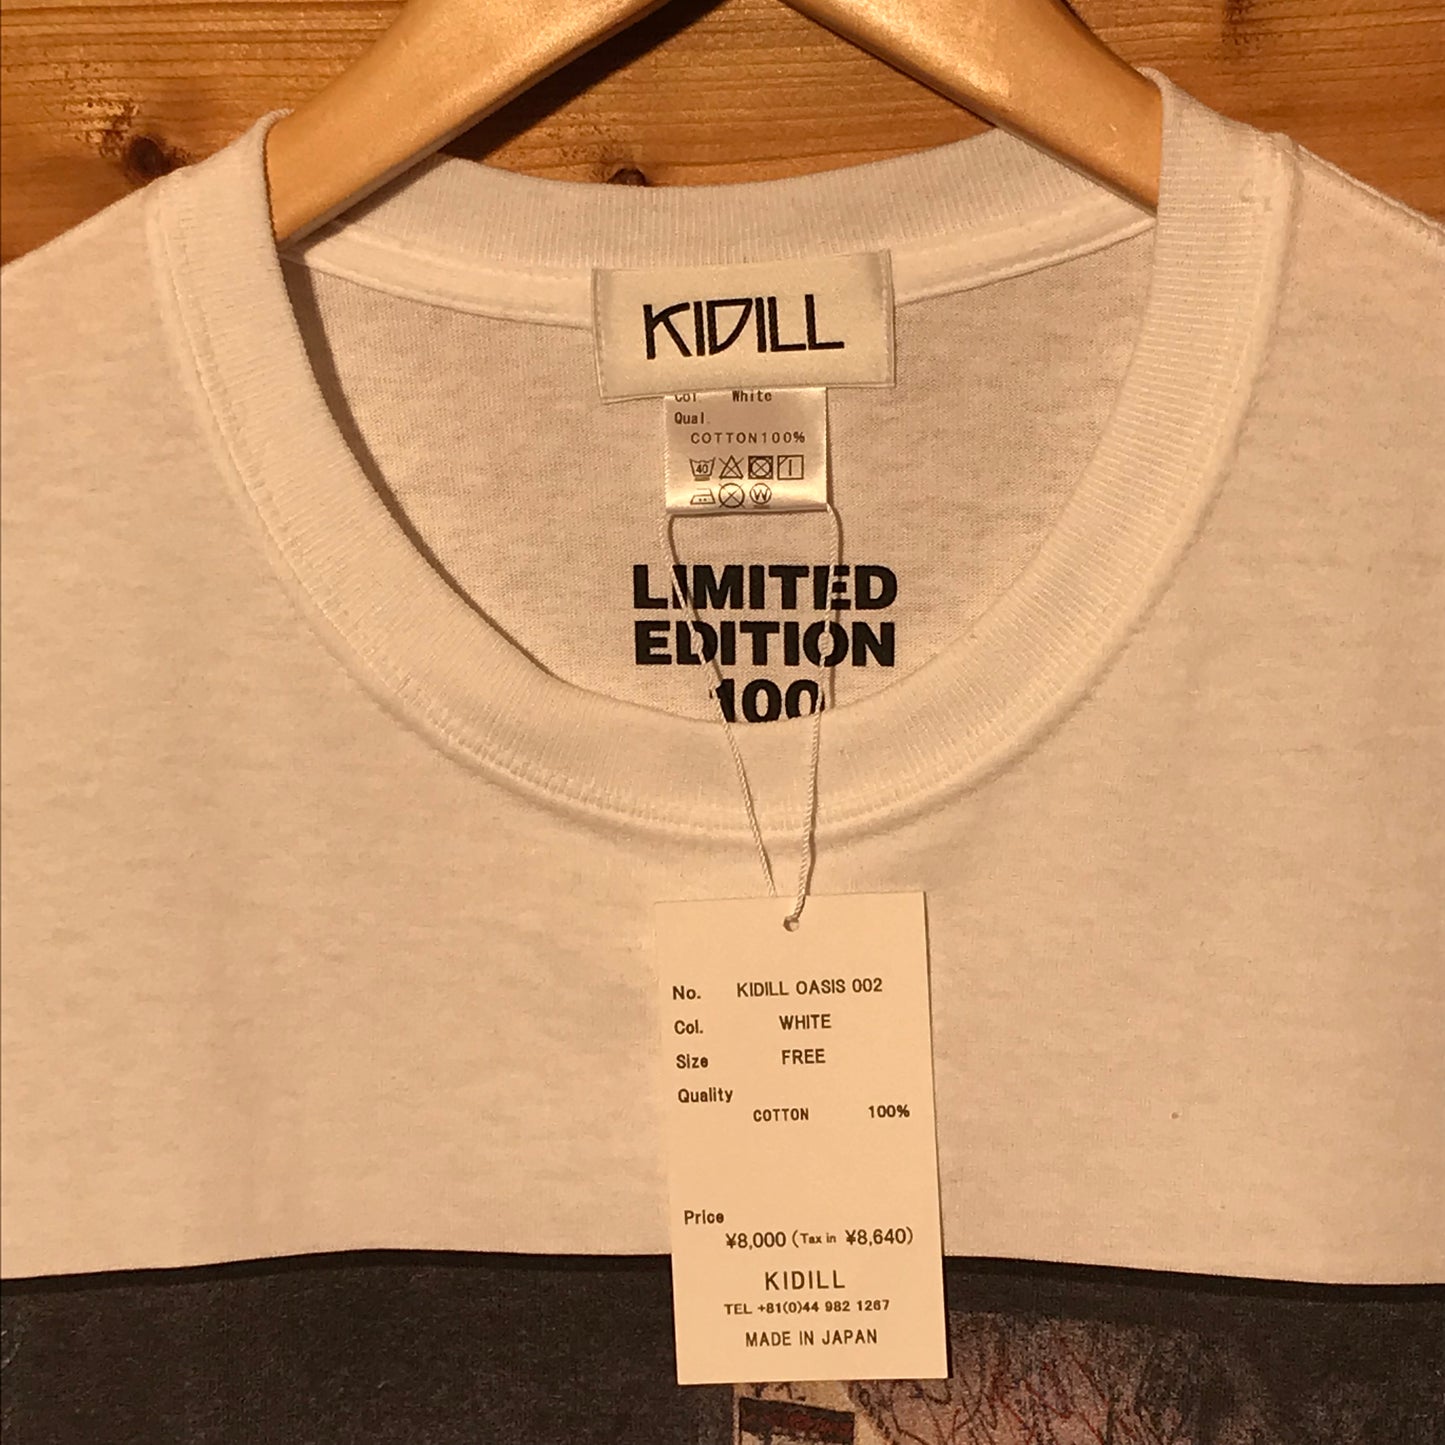 KIDILL
Col White
Qual.
COTTON100%
40
W
LIMITED
EDITION
100
No. KIDILL OASIS 002
Col. WHITE
Size FREE
Quality
COTTON 100%
Price
¥8,000 (Tax in ¥8,640)
KIDILL
TEL +81(0)44 982 1267
MADE IN JAPAN